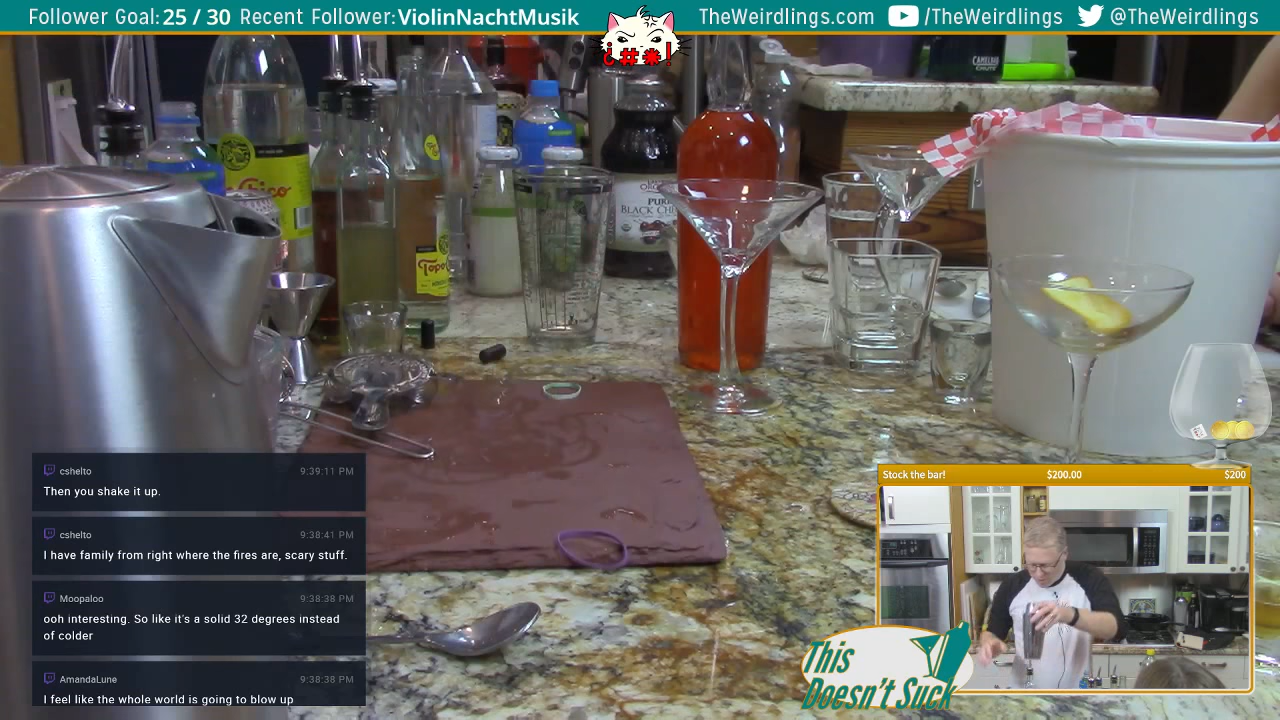 Follower Goal: 25 / 30 Recent Follower: ViolinNachtMusik
¿#*!
TheWeirdlings.com /TheWeirdlings @TheWeirdlings
CAMELBAK
Chico
Topo
PURE
BLACK CHE
cshelto 9:39:11 PM
Then you shake it up.
cshelto 9:38:41 PM
I have family from right where the fires are, scary stuff.
Moopaloo 9:38:38 PM
ooh interesting. So like it's a solid 32 degrees instead
of colder
AmandaLune 9:38:38 PM
I feel like the whole world is going to blow up
Stock the bar! $200.00 $200
This
Doesn't Suck